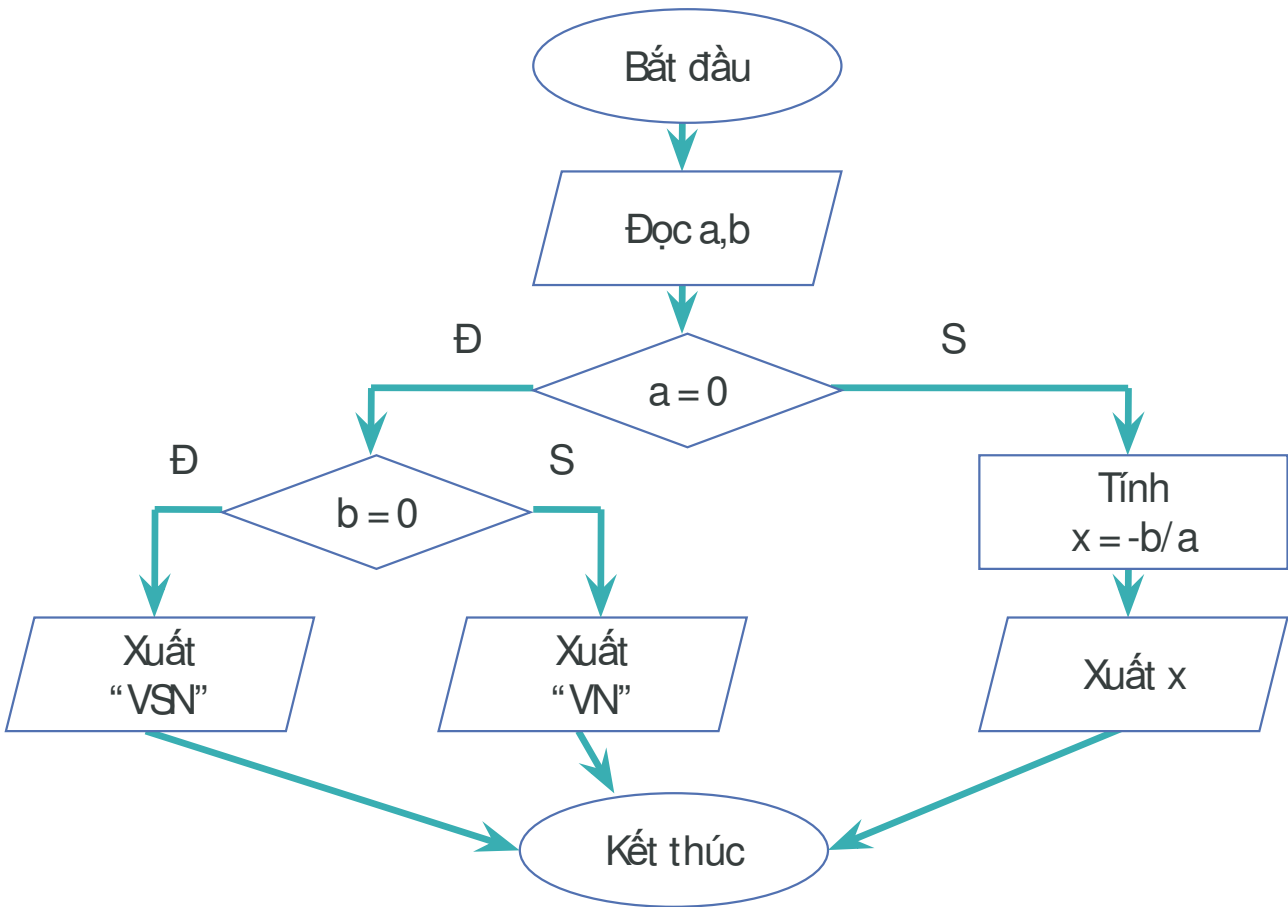 Bắt đầu
Đọc a,b
Đ
S
a = 0
Đ
S
b = 0
Tính
x = -b/a
Xuất
“VSN”
Xuất
“VN”
Xuất x
Kết thúc